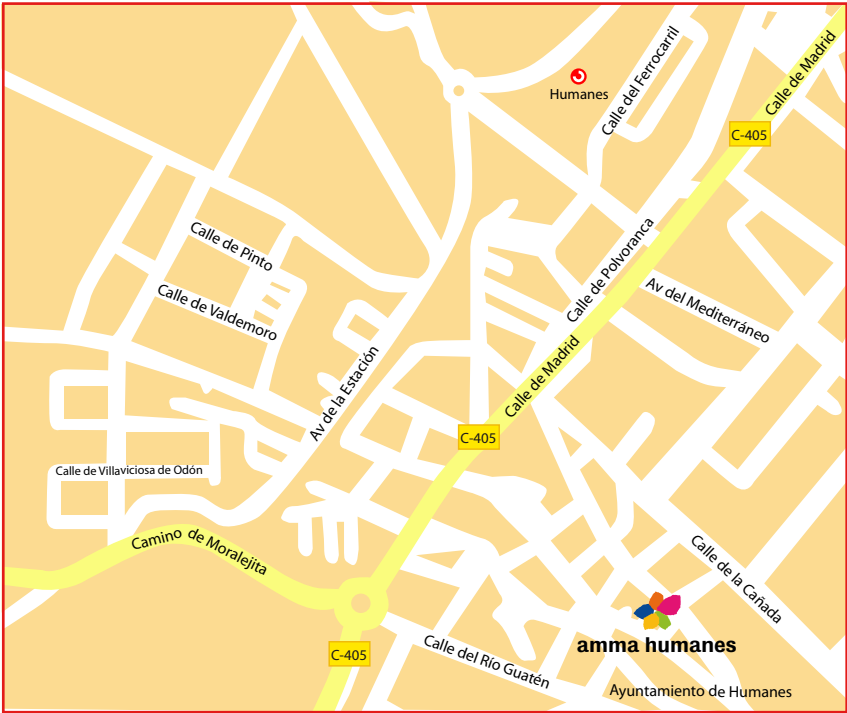 Calle de Madrid
Calle del Ferrocarril
Humanes
C-405
Calle de Pinto
Calle de Polvoranca
Calle de Valdemoro
Av del Mediterráneo
Calle de Madrid
Av de la Estación
C-405
Calle de Villaviciosa de Odón
Camino de Moralejita
Calle de la Cañada
amma humanes
C-405
Calle del Río Guatén
Ayuntamiento de Humanes